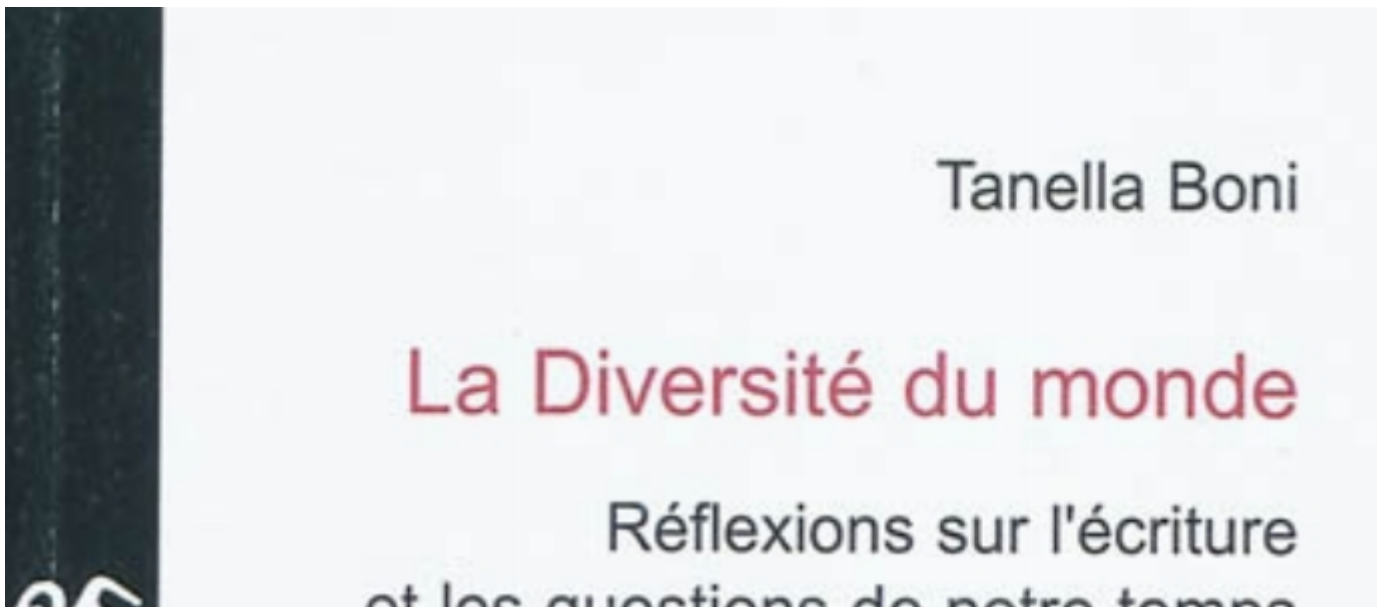 Tanella Boni
La Diversité du monde
Réflexions sur l'écriture
et les questions de notre temps